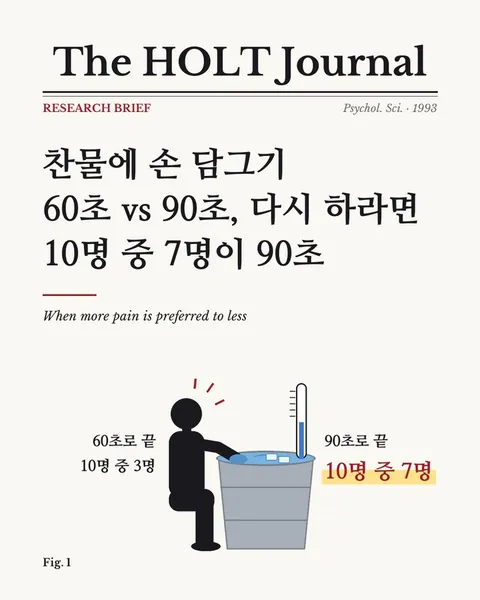 The HOLT Journal
RESEARCH BRIEF
Psychol. Sci. · 1993
찬물에 손 담그기
60초 vs 90초, 다시 하라면
10명 중 7명이 90초
When more pain is preferred to less
60초로 끝
10명 중 3명
90초로 끝
10명 중 7명
Fig. 1